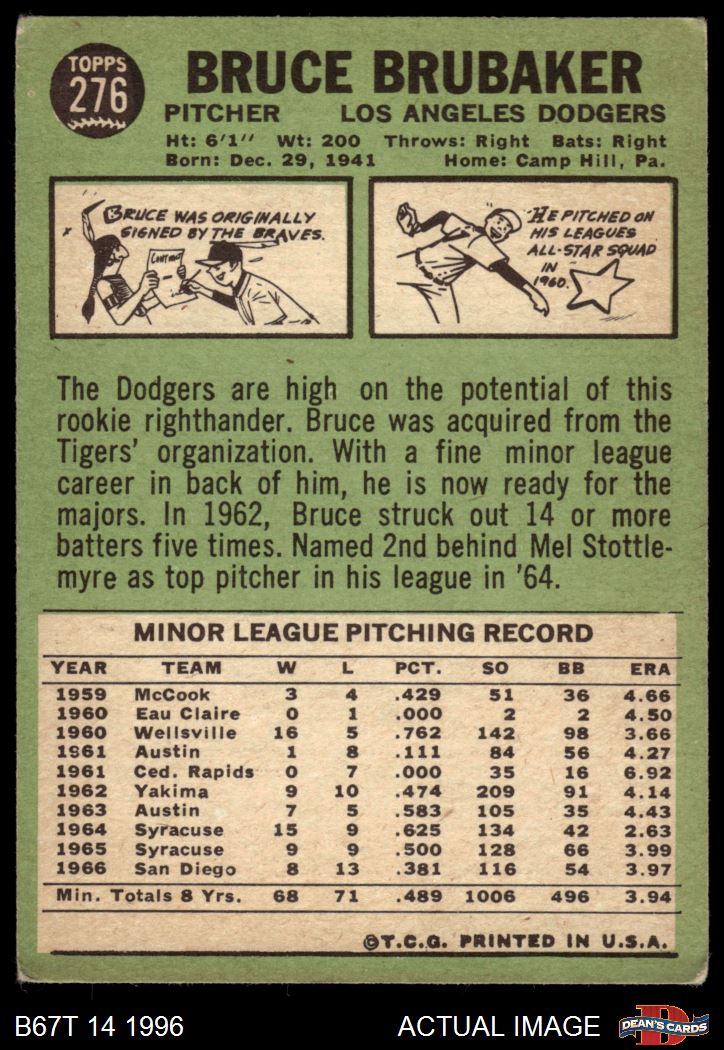 TOPPS
276
BRUCE BRUBAKER
PITCHER LOS ANGELES DODGERS
Ht: 6'1" Wt: 200 Throws: Right Bats: Right
Born: Dec. 29, 1941 Home: Camp Hill, Pa.
BRUCE WAS ORIGINALLY
SIGNED BY THE BRAVES.
CONTRACT
HE PITCHED ON
HIS LEAGUES
ALL-STAR SQUAD
IN
1960.
The Dodgers are high on the potential of this
rookie righthander. Bruce was acquired from the
Tigers' organization. With a fine minor league
career in back of him, he is now ready for the
majors. In 1962, Bruce struck out 14 or more
batters five times. Named 2nd behind Mel Stottle-
myre as top pitcher in his league in '64.
MINOR LEAGUE PITCHING RECORD
YEAR TEAM W L PCT. SO BB ERA
1959 McCook 3 4 .429 51 36 4.66
1960 Eau Claire 0 1 .000 2 2 4.50
1960 Wellsville 16 5 .762 142 98 3.66
1961 Austin 1 8 .111 84 56 4.27
1961 Ced. Rapids 0 7 .000 35 16 6.92
1962 Yakima 9 10 .474 209 91 4.14
1963 Austin 7 5 .583 105 35 4.43
1964 Syracuse 15 9 .625 134 42 2.63
1965 Syracuse 9 9 .500 128 66 3.99
1966 San Diego 8 13 .381 116 54 3.97
Min. Totals 8 Yrs. 68 71 .489 1006 496 3.94
©T.C.G. PRINTED IN U.S.A.
B67T 14 1996 ACTUAL IMAGE
D
DEAN'S CARDS